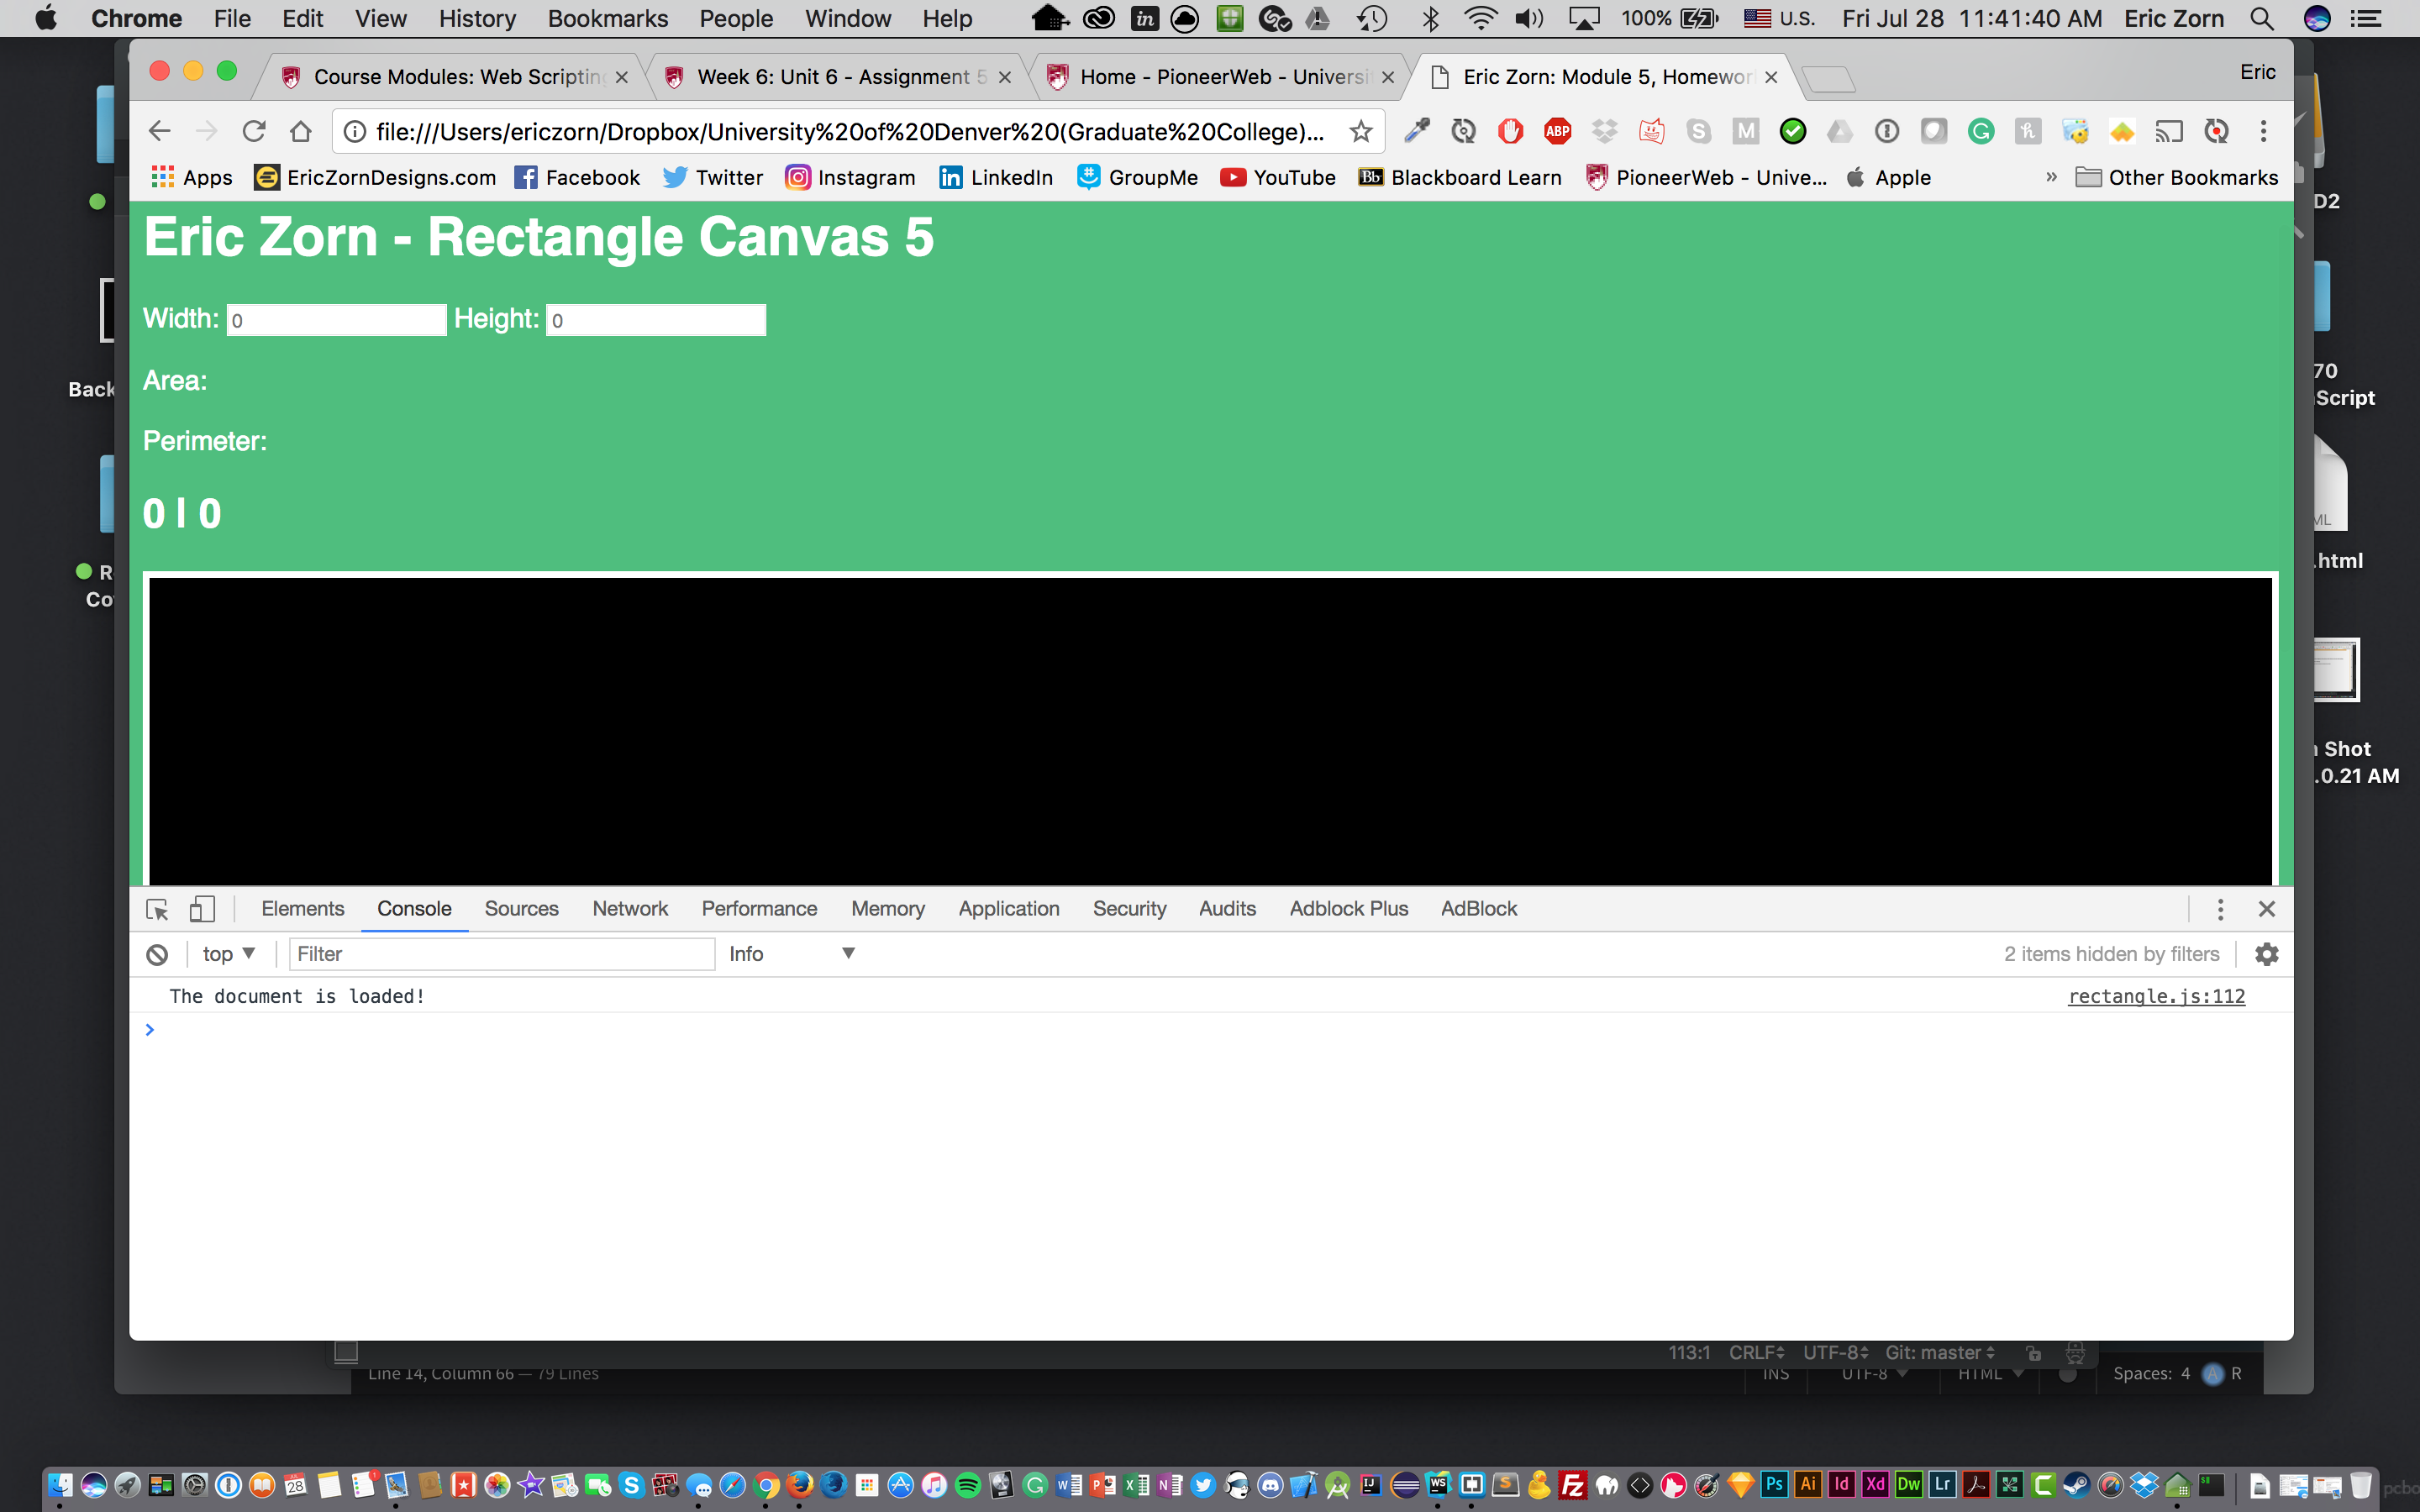 Chrome File Edit View History Bookmarks People Window Help 100% U.S. Fri Jul 28 11:41:40 AM Eric Zorn
Course Modules: Web Scripting Week 6: Unit 6 - Assignment 5 Home - PioneerWeb - Universi Eric Zorn: Module 5, Homewor Eric
file:///Users/ericzorn/Dropbox/University%20of%20Denver%20(Graduate%20College)...
Apps EricZornDesigns.com Facebook Twitter Instagram LinkedIn GroupMe YouTube Bb Blackboard Learn PioneerWeb - Unive... Apple » Other Bookmarks
D2
Eric Zorn - Rectangle Canvas 5
Width: 0 Height: 0
70
Script
Area:
Back
Perimeter:
0 | 0
ML
.html
R
Co
Shot
.0.21 AM
Elements Console Sources Network Performance Memory Application Security Audits Adblock Plus AdBlock
top Filter Info 2 items hidden by filters
The document is loaded! rectangle.js:112
>
113:1 CRLF UTF-8 Git: master
Line 14, Column 66 — 79 Lines INS UTF-8 HTML Spaces: 4 R
pcbo